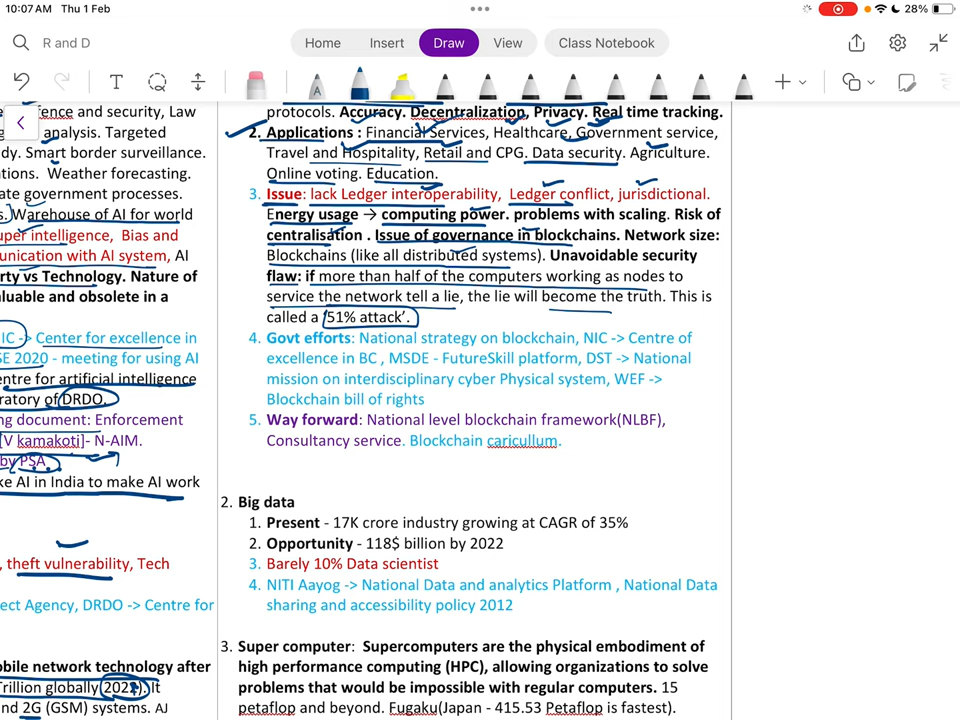 10:07 AM Thu 1 Feb
28%
R and D
Home Insert Draw View Class Notebook
ence and security, Law
analysis. Targeted
dy. Smart border surveillance.
tions. Weather forecasting.
ate government processes.
s. Warehouse of AI for world
uper intelligence, Bias and
munication with AI system, AI
rty vs Technology. Nature of
aluable and obsolete in a
IC -> Center for excellence in
SE 2020 - meeting for using AI
entre for artificial intelligence
ratory of DRDO.
ng document: Enforcement
[V kamakoti]- N-AIM.
by PSA.
ke AI in India to make AI work
, theft vulnerability, Tech
ect Agency, DRDO -> Centre for
obile network technology after
Trillion globally(2022). It
nd 2G (GSM) systems. AJ
protocols. Accuracy. Decentralization, Privacy. Real time tracking.
2. Applications : Financial Services, Healthcare, Government service,
Travel and Hospitality, Retail and CPG. Data security. Agriculture.
Online voting. Education.
3. Issue: lack Ledger interoperability, Ledger conflict, jurisdictional.
Energy usage → computing power. problems with scaling. Risk of
centralisation . Issue of governance in blockchains. Network size:
Blockchains (like all distributed systems). Unavoidable security
flaw: if more than half of the computers working as nodes to
service the network tell a lie, the lie will become the truth. This is
called a '51% attack'.
4. Govt efforts: National strategy on blockchain, NIC -> Centre of
excellence in BC , MSDE - FutureSkill platform, DST -> National
mission on interdisciplinary cyber Physical system, WEF ->
Blockchain bill of rights
5. Way forward: National level blockchain framework(NLBF),
Consultancy service. Blockchain caricullum.
2. Big data
1. Present - 17K crore industry growing at CAGR of 35%
2. Opportunity - 118$ billion by 2022
3. Barely 10% Data scientist
4. NITI Aayog -> National Data and analytics Platform , National Data
sharing and accessibility policy 2012
3. Super computer: Supercomputers are the physical embodiment of
high performance computing (HPC), allowing organizations to solve
problems that would be impossible with regular computers. 15
petaflop and beyond. Fugaku(Japan - 415.53 Petaflop is fastest).